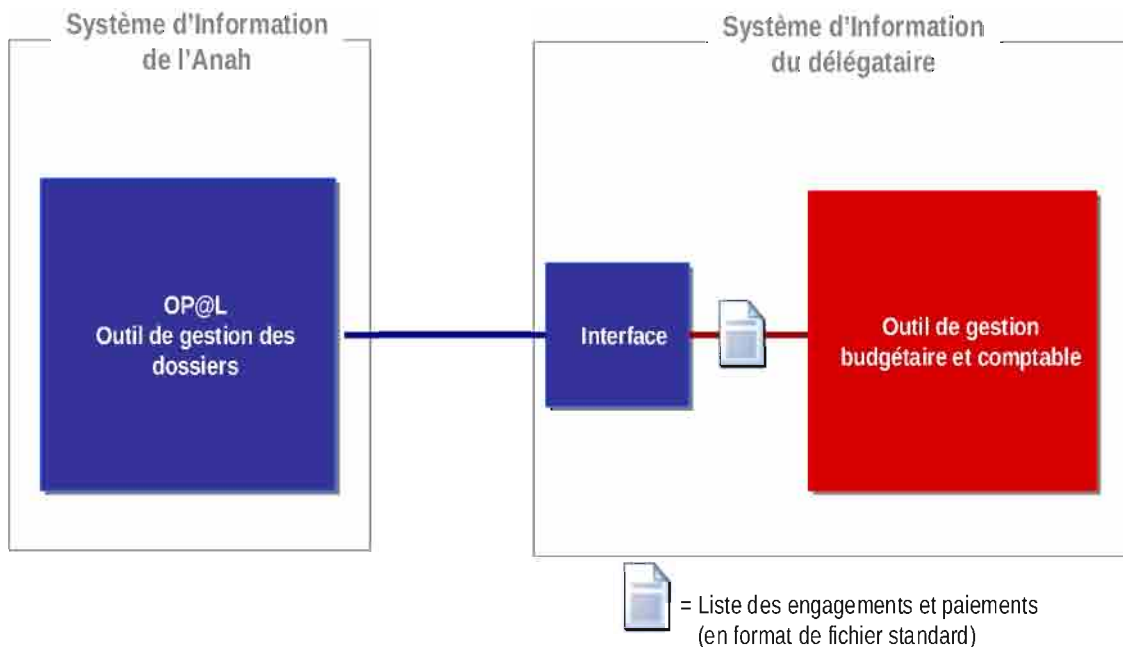 Système d'Information
de l'Anah
Système d'Information
du délégataire
OP@L
Outil de gestion des
dossiers
Interface
Outil de gestion
budgétaire et comptable
= Liste des engagements et paiements
(en format de fichier standard)